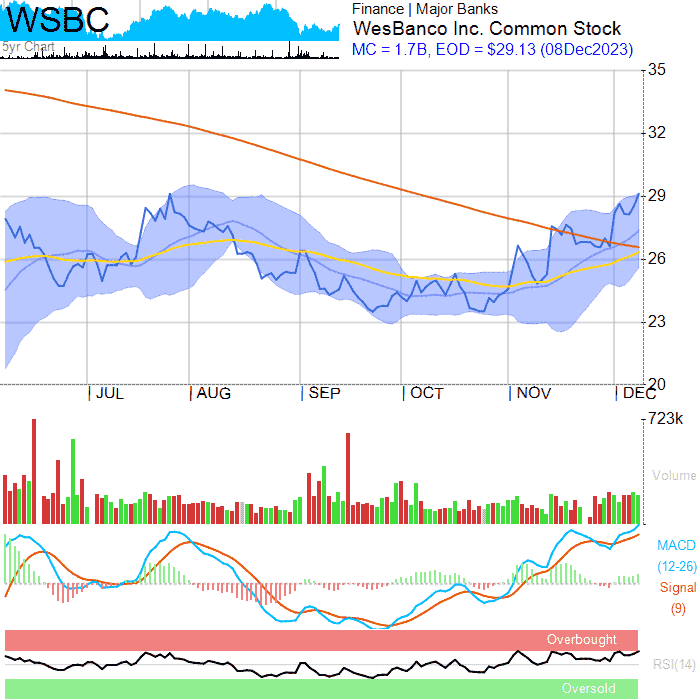 WSBC
5yr Chart
Finance | Major Banks
WesBanco Inc. Common Stock
MC = 1.7B, EOD = $29.13 (08Dec2023)
35
32
29
26
23
20
JUL AUG SEP OCT NOV DEC
723k
Volume
MACD
(12-26)
Signal
(9)
Overbought
RSI(14)
Oversold